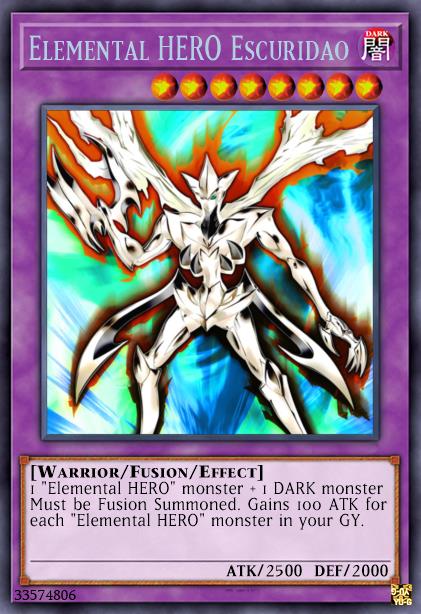 Elemental HERO Escuridao
DARK
闇
[Warrior/Fusion/Effect]
1 "Elemental HERO" monster + 1 DARK monster
Must be Fusion Summoned. Gains 100 ATK for
each "Elemental HERO" monster in your GY.
ATK/2500 DEF/2000
33574806